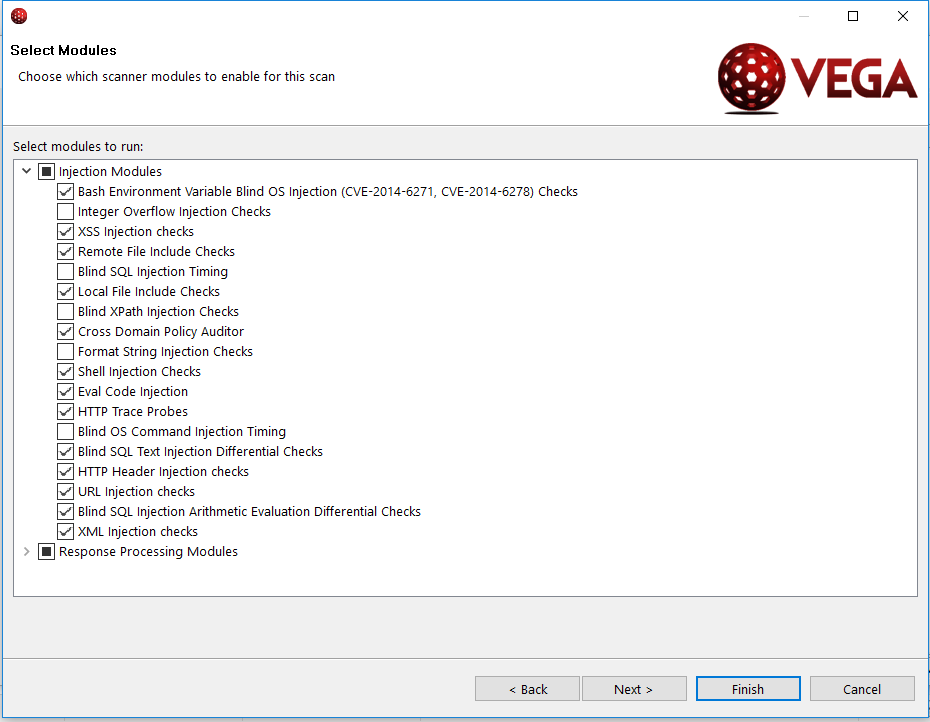 Select Modules
Choose which scanner modules to enable for this scan
VEGA
Select modules to run:
Injection Modules
Bash Environment Variable Blind OS Injection (CVE-2014-6271, CVE-2014-6278) Checks
Integer Overflow Injection Checks
XSS Injection checks
Remote File Include Checks
Blind SQL Injection Timing
Local File Include Checks
Blind XPath Injection Checks
Cross Domain Policy Auditor
Format String Injection Checks
Shell Injection Checks
Eval Code Injection
HTTP Trace Probes
Blind OS Command Injection Timing
Blind SQL Text Injection Differential Checks
HTTP Header Injection checks
URL Injection checks
Blind SQL Injection Arithmetic Evaluation Differential Checks
XML Injection checks
Response Processing Modules
< Back Next > Finish Cancel